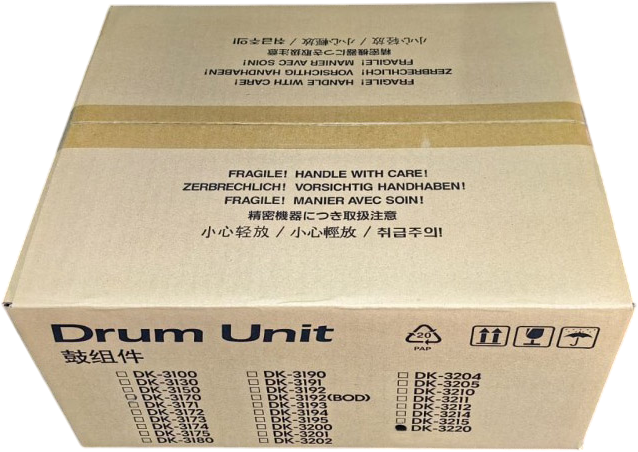 취급주의! / 小心輕放 / 小心轻放
精密機器につき取扱注意
FRAGILE! MANIER AVEC SOIN!
ZERBRECHLICH! VORSICHTIG HANDHABEN!
FRAGILE! HANDLE WITH CARE!
FRAGILE! HANDLE WITH CARE!
ZERBRECHLICH! VORSICHTIG HANDHABEN!
FRAGILE! MANIER AVEC SOIN!
精密機器につき取扱注意
小心轻放 / 小心輕放 / 취급주의!
Drum Unit
鼓组件
20
PAP
DK-3100
DK-3130
DK-3150
DK-3170
DK-3171
DK-3172
DK-3173
DK-3174
DK-3175
DK-3180
DK-3190
DK-3191
DK-3192
DK-3192(BOD)
DK-3193
DK-3194
DK-3195
DK-3200
DK-3201
DK-3202
DK-3204
DK-3205
DK-3210
DK-3211
DK-3212
DK-3214
DK-3215
DK-3220